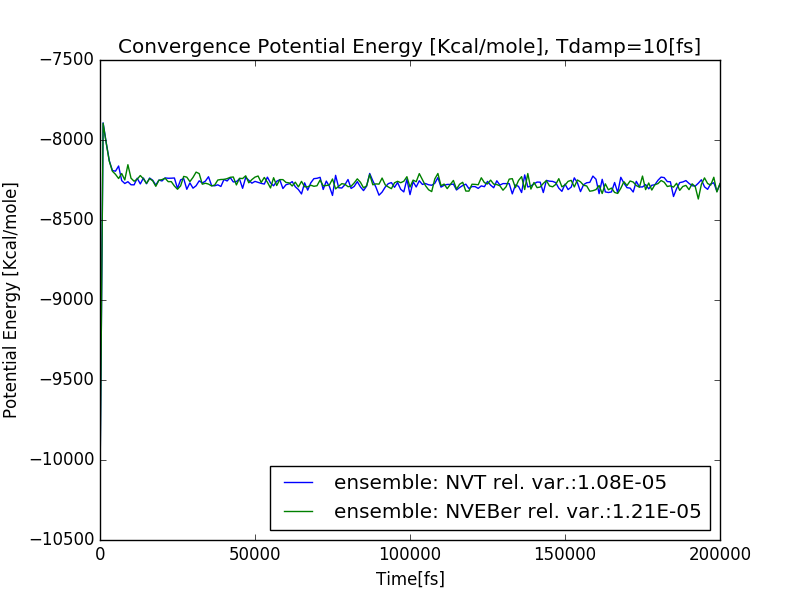 Convergence Potential Energy [Kcal/mole], Tdamp=10[fs]
−7500
−8000
−8500
−9000
−9500
−10000
−10500
Potential Energy [Kcal/mole]
ensemble: NVT rel. var.:1.08E-05
ensemble: NVEBer rel. var.:1.21E-05
0 50000 100000 150000 200000
Time[fs]